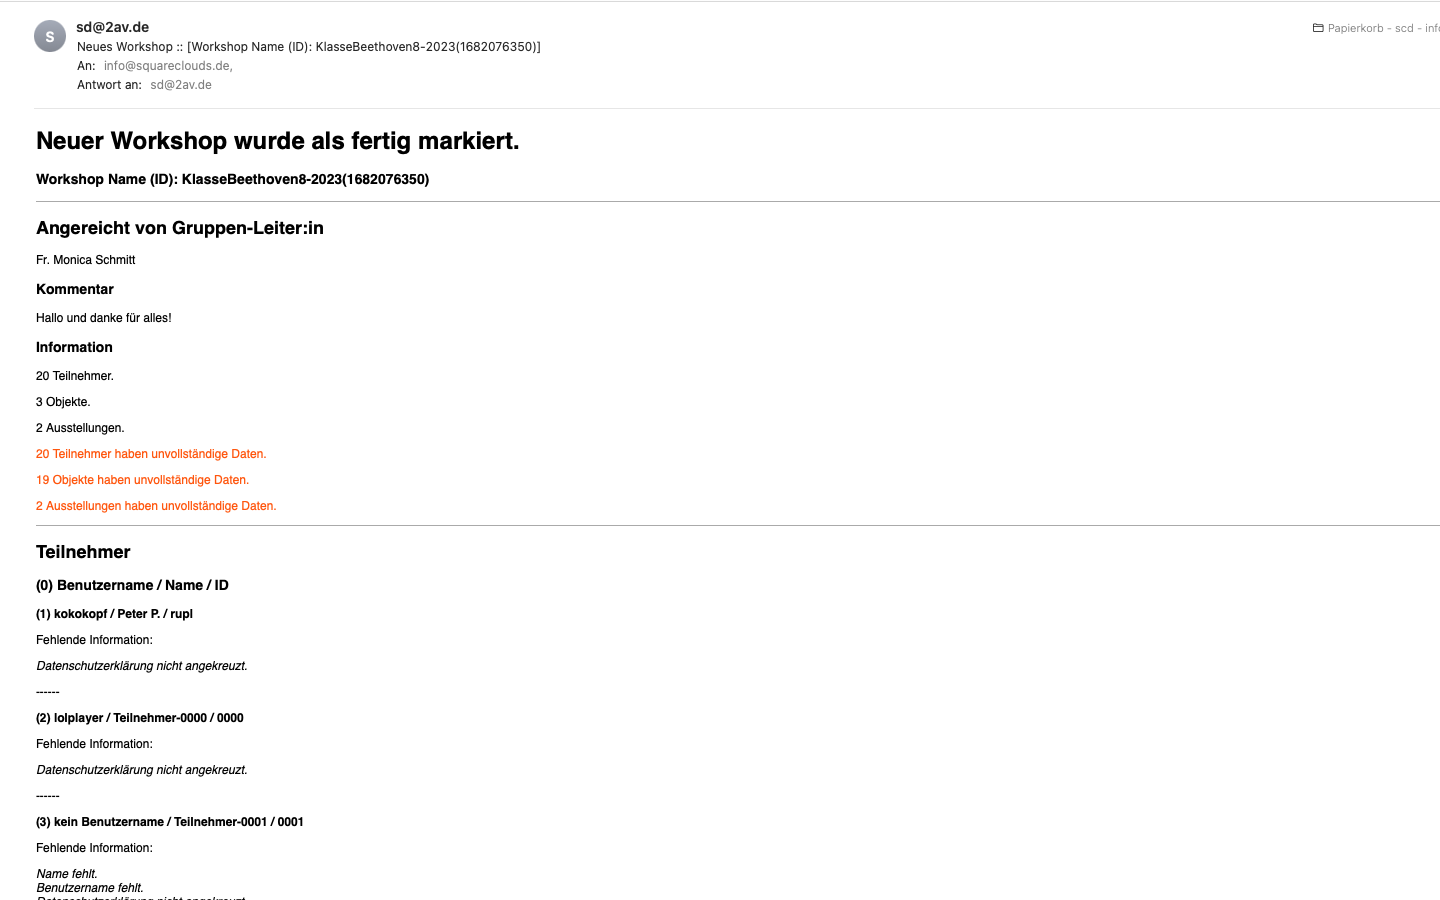 S
sd@2av.de
Papierkorb - scd - info
Neues Workshop :: [Workshop Name (ID): KlasseBeethoven8-2023(1682076350)]
An: info@squareclouds.de,
Antwort an: sd@2av.de
Neuer Workshop wurde als fertig markiert.
Workshop Name (ID): KlasseBeethoven8-2023(1682076350)
Angereicht von Gruppen-Leiter:in
Fr. Monica Schmitt
Kommentar
Hallo und danke für alles!
Information
20 Teilnehmer.
3 Objekte.
2 Ausstellungen.
20 Teilnehmer haben unvollständige Daten.
19 Objekte haben unvollständige Daten.
2 Ausstellungen haben unvollständige Daten.
Teilnehmer
(0) Benutzername / Name / ID
(1) kokokopf / Peter P. / rupi
Fehlende Information:
Datenschutzerklärung nicht angekreuzt.
------
(2) lolplayer / Teilnehmer-0000 / 0000
Fehlende Information:
Datenschutzerklärung nicht angekreuzt.
------
(3) kein Benutzername / Teilnehmer-0001 / 0001
Fehlende Information:
Name fehlt.
Benutzername fehlt.
Datenschutzerklärung nicht angekreuzt.